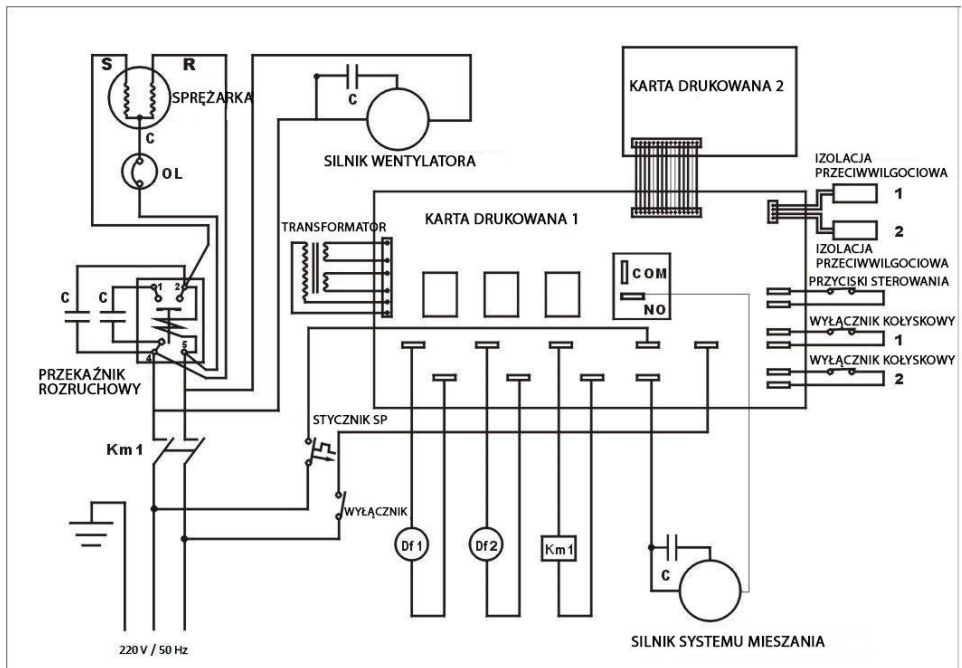 S
R
SPRĘŻARKA
C
OL
C
SILNIK WENTYLATORA
KARTA DRUKOWANA 2
IZOLACJA
PRZECIWWILGOCIOWA
1
2
IZOLACJA
PRZECIWWILGOCIOWA
TRANSFORMATOR
KARTA DRUKOWANA 1
COM
NO
PRZYCISKI STEROWANIA
WYŁĄCZNIK KOŁYSKOWY
1
WYŁĄCZNIK KOŁYSKOWY
2
C
C
1
2
4
5
PRZEKAŹNIK
ROZRUCHOWY
Km1
STYCZNIK SP
WYŁĄCZNIK
Df1
Df2
Km1
C
SILNIK SYSTEMU MIESZANIA
220 V / 50 Hz